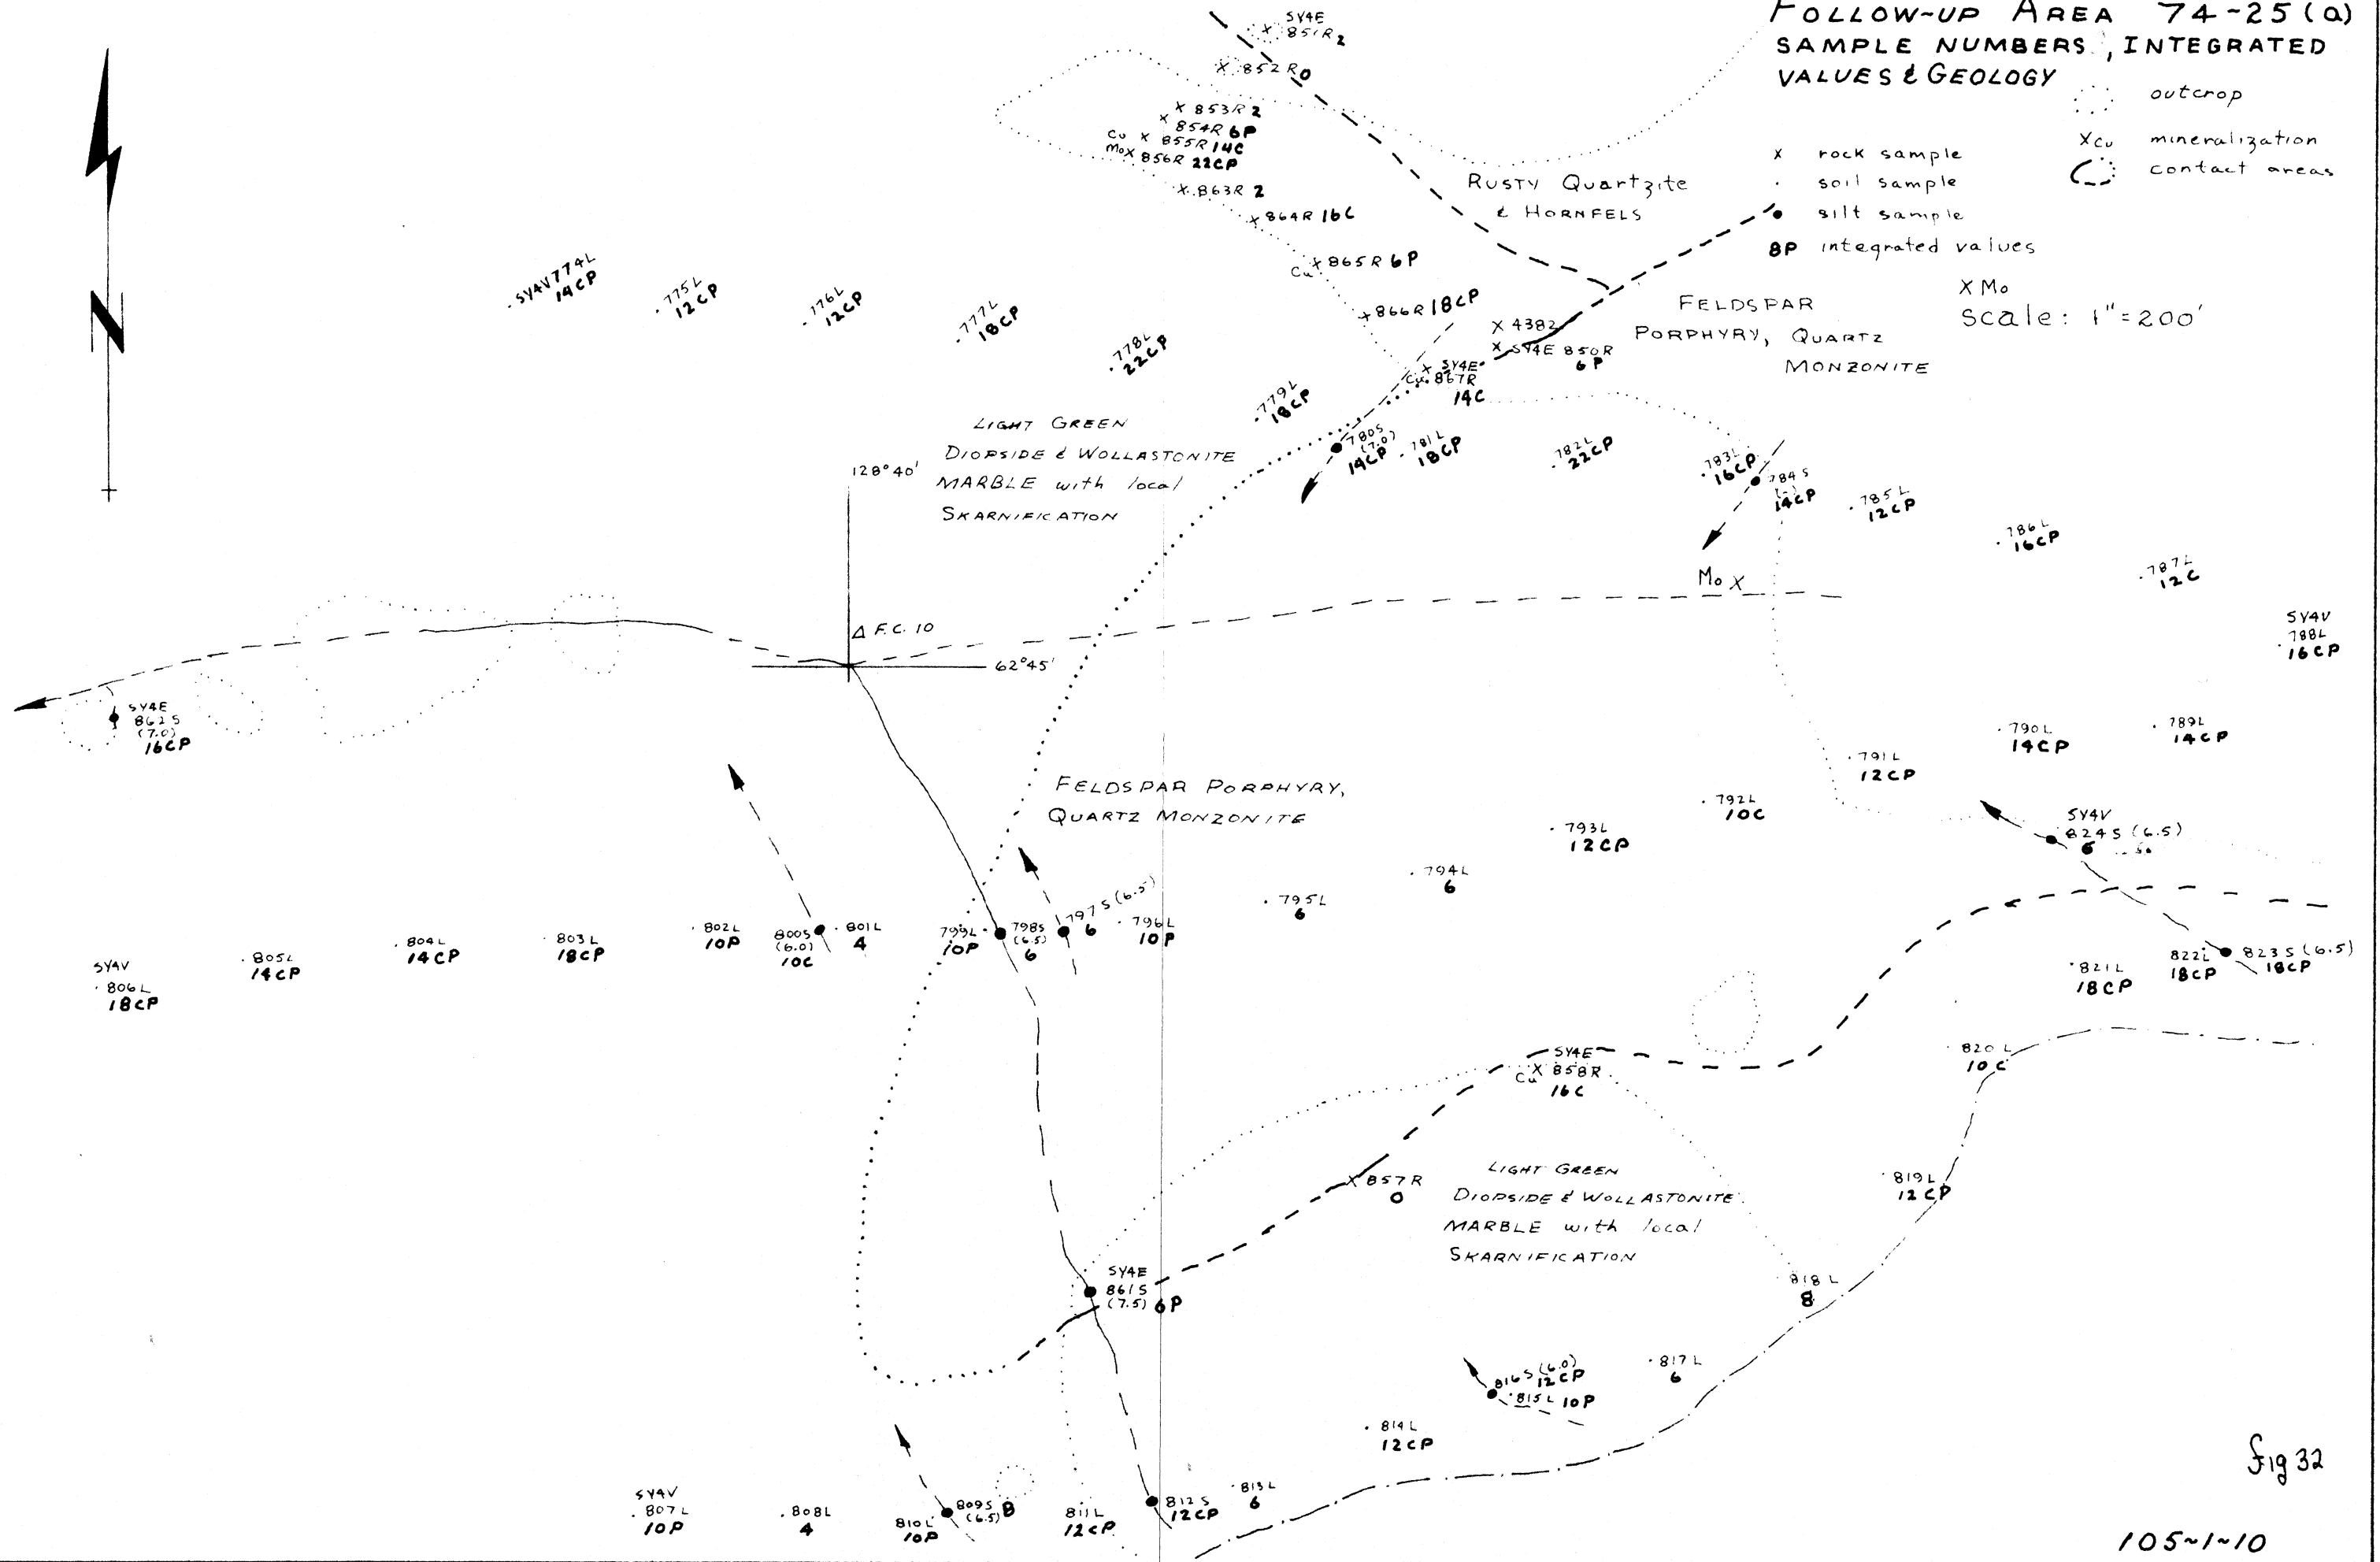 FOLLOW-UP AREA 74-25(a)
SAMPLE NUMBERS, INTEGRATED
VALUES & GEOLOGY
outcrop
x rock sample
XCu mineralization
. soil sample
contact areas
● silt sample
8P integrated values
X Mo
Scale: 1"=200'
SY4E
851R 2
852R 0
853R 2
854R 6P
Cu X 855R 14C
Mo X 856R 22CP
863R 2
864R 16C
Cu 865R 6P
866R 18CP
RUSTY Quartzite
& HORNFELS
FELDSPAR
PORPHYRY, QUARTZ
MONZONITE
X 4382
SY4E 850R
6P
SY4E
Cu 867R
14C
N
SY4V 774L
14CP
775L
12CP
776L
12CP
777L
18CP
778L
22CP
779L
18CP
780S
(7.0)
14CP
781L
18CP
782L
22CP
783L
16CP
784S
(-)
14CP
785L
12CP
786L
16CP
787L
12C
SY4V
788L
16CP
LIGHT GREEN
DIOPSIDE & WOLLASTONITE
MARBLE with local
SKARNIFICATION
128°40'
Δ F.C. 10
62°45'
Mo X
SY4E
862S
(7.0)
16CP
789L
14CP
790L
14CP
791L
12CP
792L
10C
793L
12CP
794L
6
795L
6
FELDSPAR PORPHYRY,
QUARTZ MONZONITE
SY4V
824S (6.5)
6
796L
10P
797S (6.5)
6
798S
(6.5)
6
799L
10P
800S
(6.0)
10C
801L
4
802L
10P
803L
18CP
804L
14CP
805L
14CP
SY4V
806L
18CP
821L
18CP
822L
18CP
823S (6.5)
18CP
820L
10C
SY4E
Cu X 858R
16C
X 857R
0
LIGHT GREEN
DIOPSIDE & WOLLASTONITE
MARBLE with local
SKARNIFICATION
819L
12CP
818L
8
SY4E
861S
(7.5) 6P
816S (6.0)
12CP
815L 10P
817L
6
814L
12CP
SY4V
807L
10P
808L
4
809S
(6.5) 8
810L
10P
811L
12CP
812S
12CP
813L
6
Fig 32
105-1-10